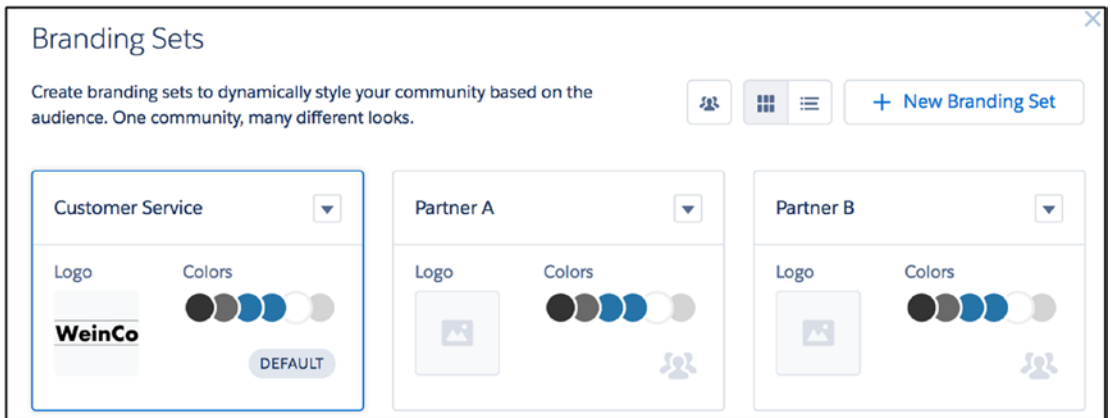 Branding Sets
Create branding sets to dynamically style your community based on the
audience. One community, many different looks.
+ New Branding Set
Customer Service
Partner A
Partner B
Logo
Colors
Logo
Colors
Logo
Colors
WeinCo
DEFAULT